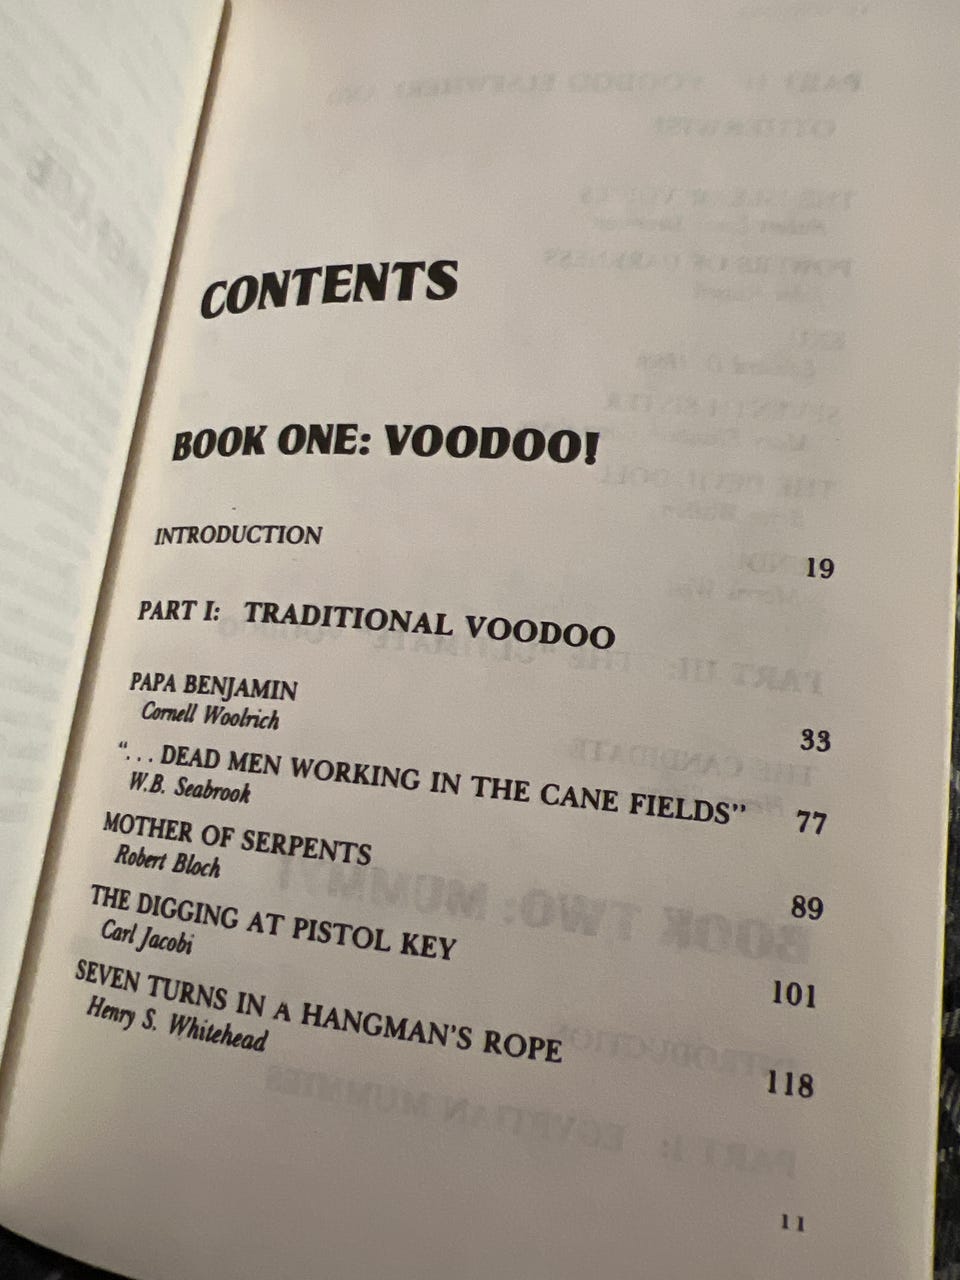 CONTENTS
BOOK ONE: VOODOO!
INTRODUCTION 19
PART I: TRADITIONAL VOODOO
PAPA BENJAMIN 33
Cornell Woolrich
"... DEAD MEN WORKING IN THE CANE FIELDS" 77
W.B. Seabrook
MOTHER OF SERPENTS 89
Robert Bloch
THE DIGGING AT PISTOL KEY 101
Carl Jacobi
SEVEN TURNS IN A HANGMAN'S ROPE 118
Henry S. Whitehead
11